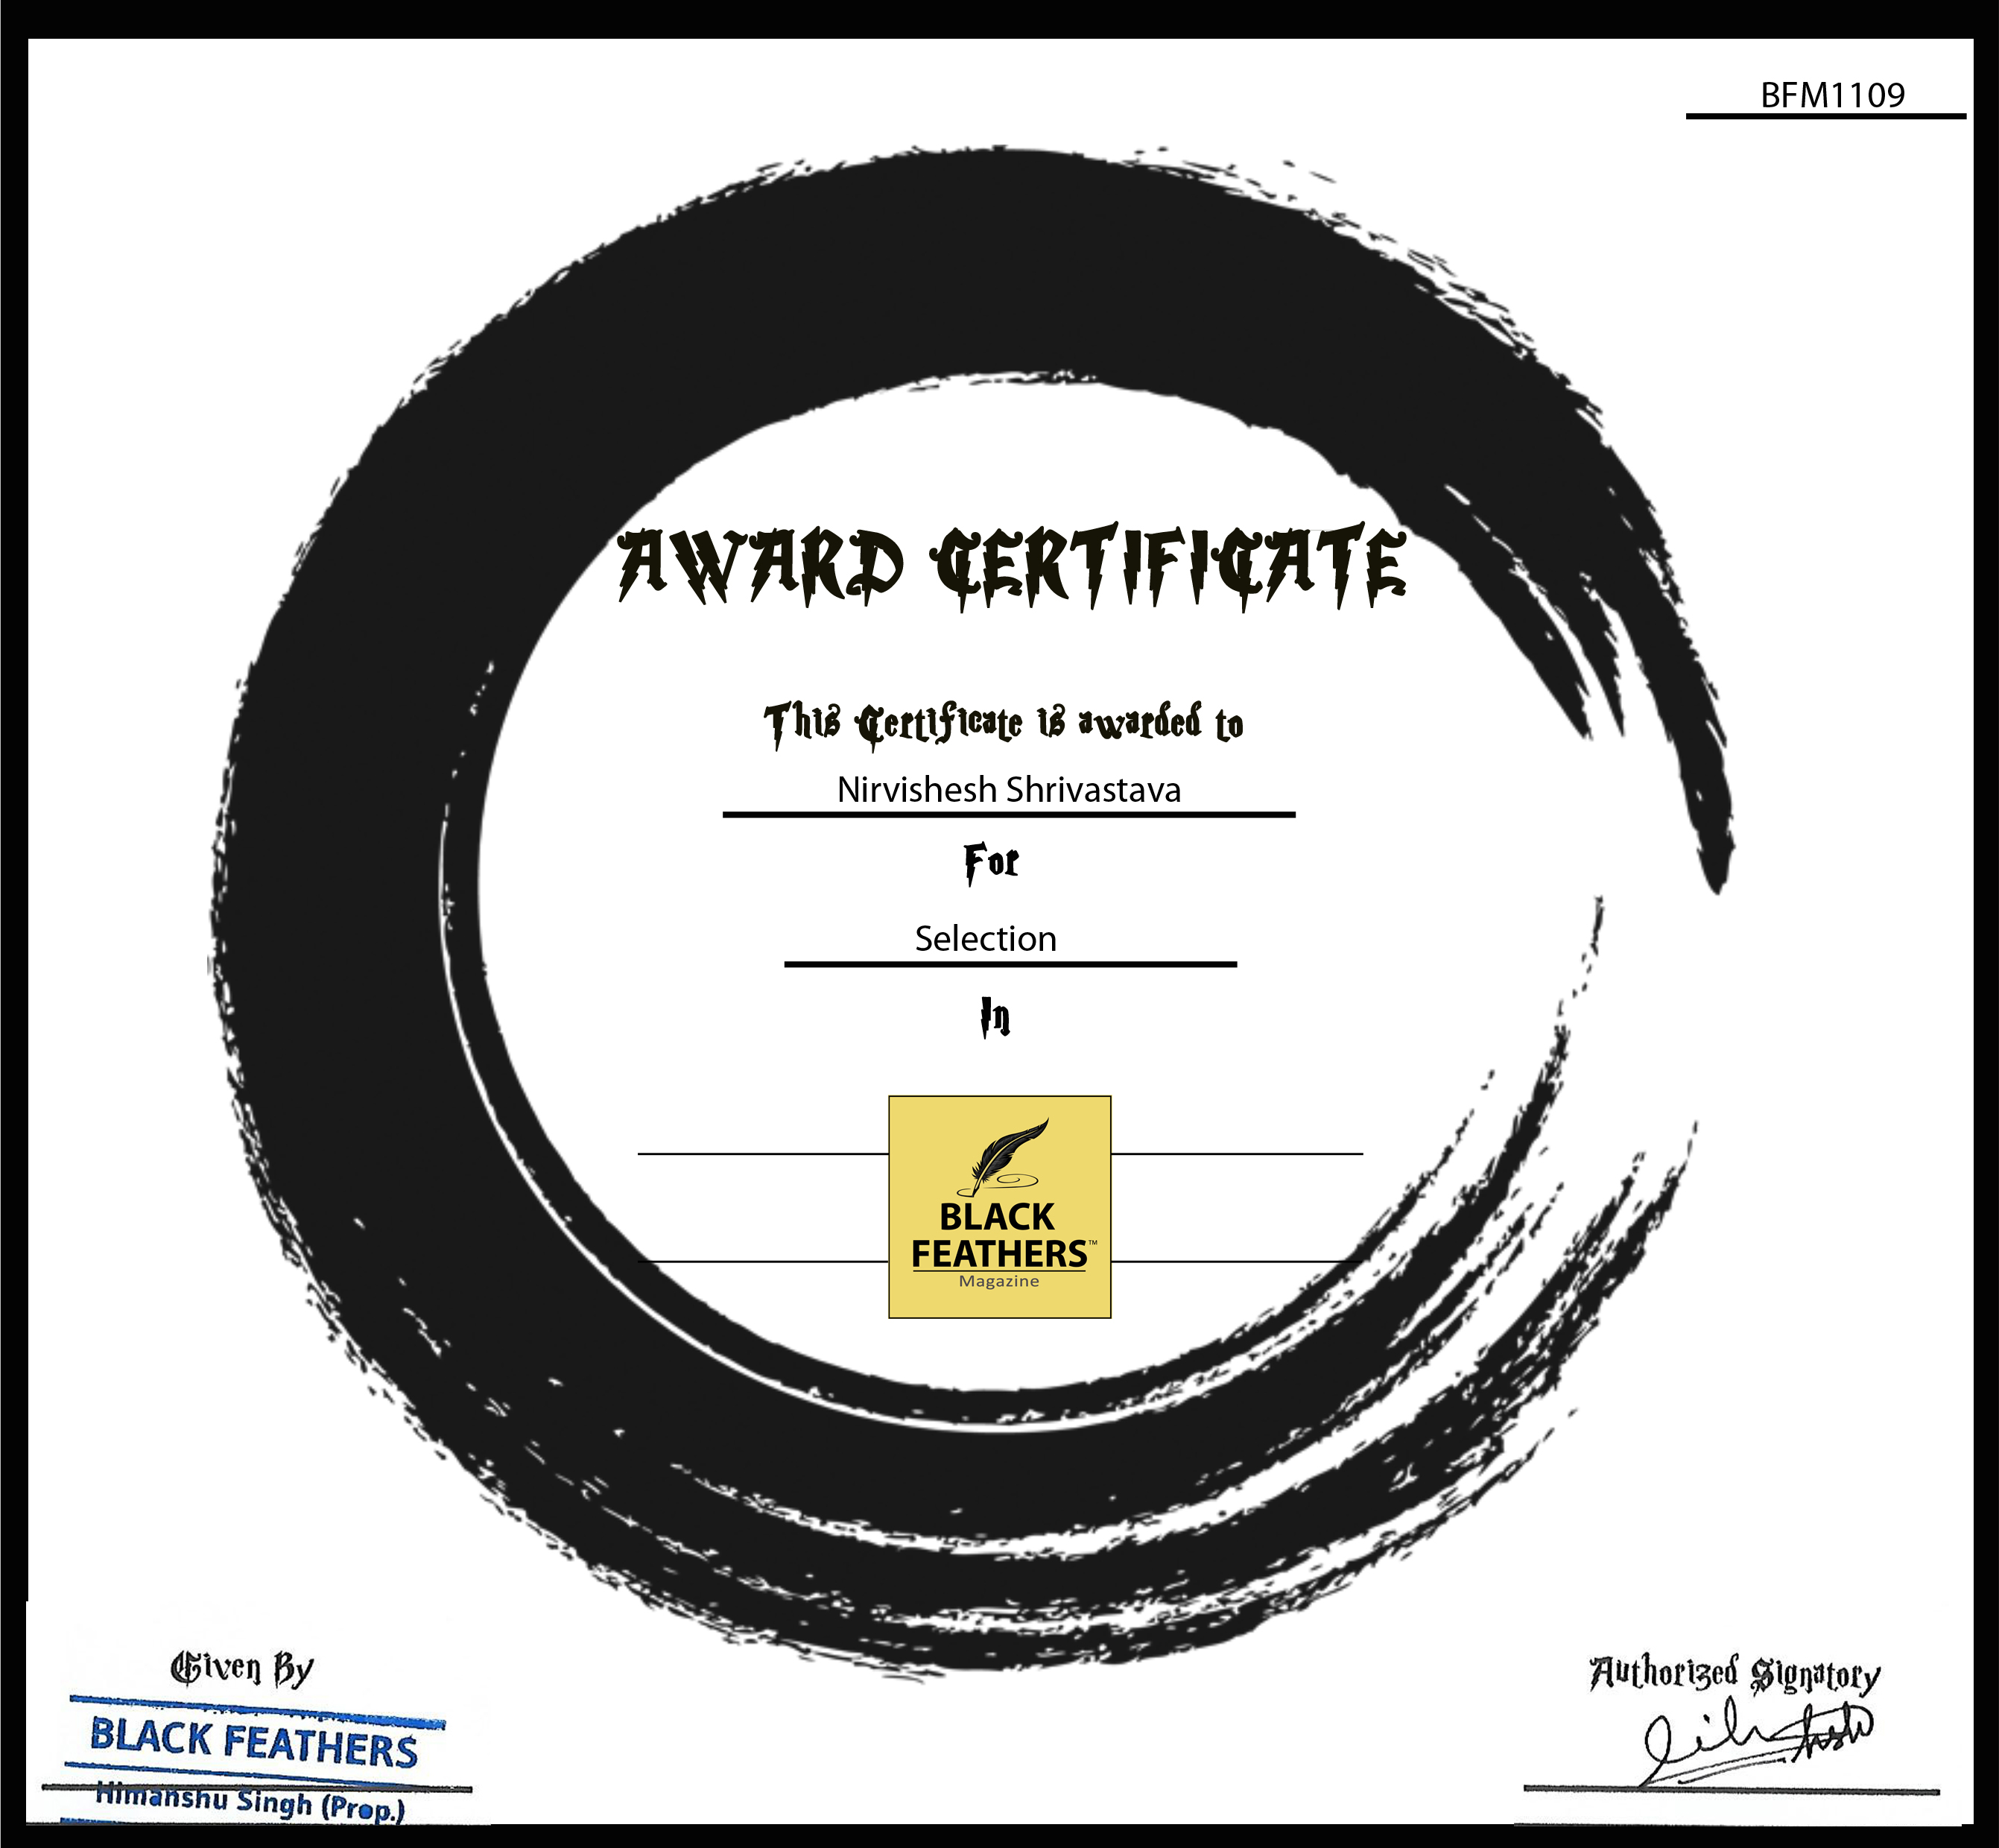 BFM1109
AWARD CERTIFICATE
This Certificate is awarded to
Nirvishesh Shrivastava
For
Selection
In
BLACK
FEATHERS™
Magazine
Given By
BLACK FEATHERS
Himanshu Singh (Prop.)
Authorized Signatory